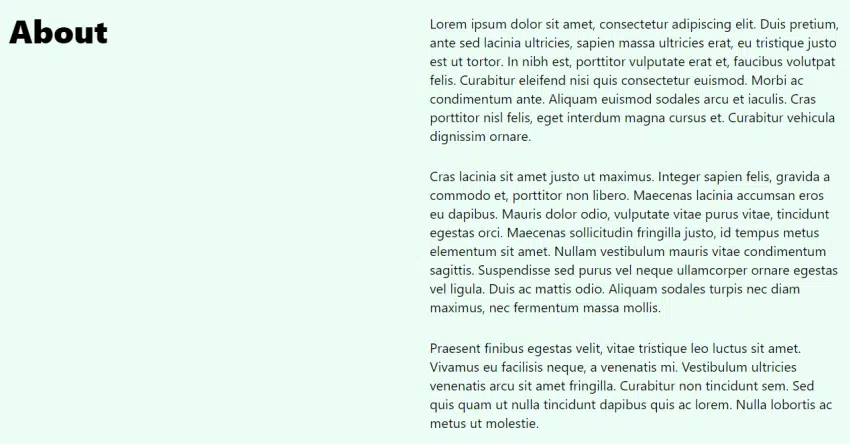 About
Lorem ipsum dolor sit amet, consectetur adipiscing elit. Duis pretium,
ante sed lacinia ultricies, sapien massa ultricies erat, eu tristique justo
est ut tortor. In nibh est, porttitor vulputate erat et, faucibus volutpat
felis. Curabitur eleifend nisi quis consectetur euismod. Morbi ac
condimentum ante. Aliquam euismod sodales arcu et iaculis. Cras
porttitor nisl felis, eget interdum magna cursus et. Curabitur vehicula
dignissim ornare.
Cras lacinia sit amet justo ut maximus. Integer sapien felis, gravida a
commodo et, porttitor non libero. Maecenas lacinia accumsan eros
eu dapibus. Mauris dolor odio, vulputate vitae purus vitae, tincidunt
egestas orci. Maecenas sollicitudin fringilla justo, id tempus metus
elementum sit amet. Nullam vestibulum mauris vitae condimentum
sagittis. Suspendisse sed purus vel neque ullamcorper ornare egestas
vel ligula. Duis ac mattis odio. Aliquam sodales turpis nec diam
maximus, nec fermentum massa mollis.
Praesent finibus egestas velit, vitae tristique leo luctus sit amet.
Vivamus eu facilisis neque, a venenatis mi. Vestibulum ultricies
venenatis arcu sit amet fringilla. Curabitur non tincidunt sem. Sed
quis quam ut nulla tincidunt dapibus quis ac lorem. Nulla lobortis ac
metus ut molestie.